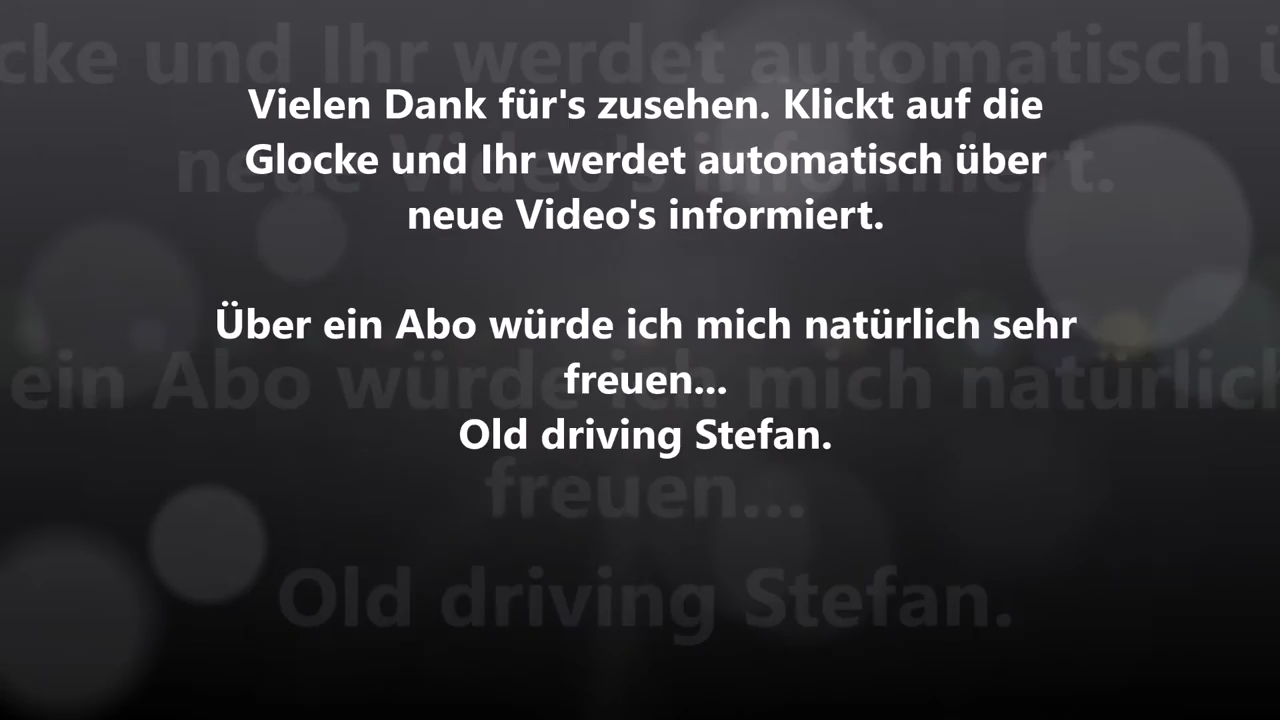 Vielen Dank für's zusehen. Klickt auf die
Glocke und Ihr werdet automatisch über
neue Video's informiert.
Über ein Abo würde ich mich natürlich sehr
freuen...
Old driving Stefan.